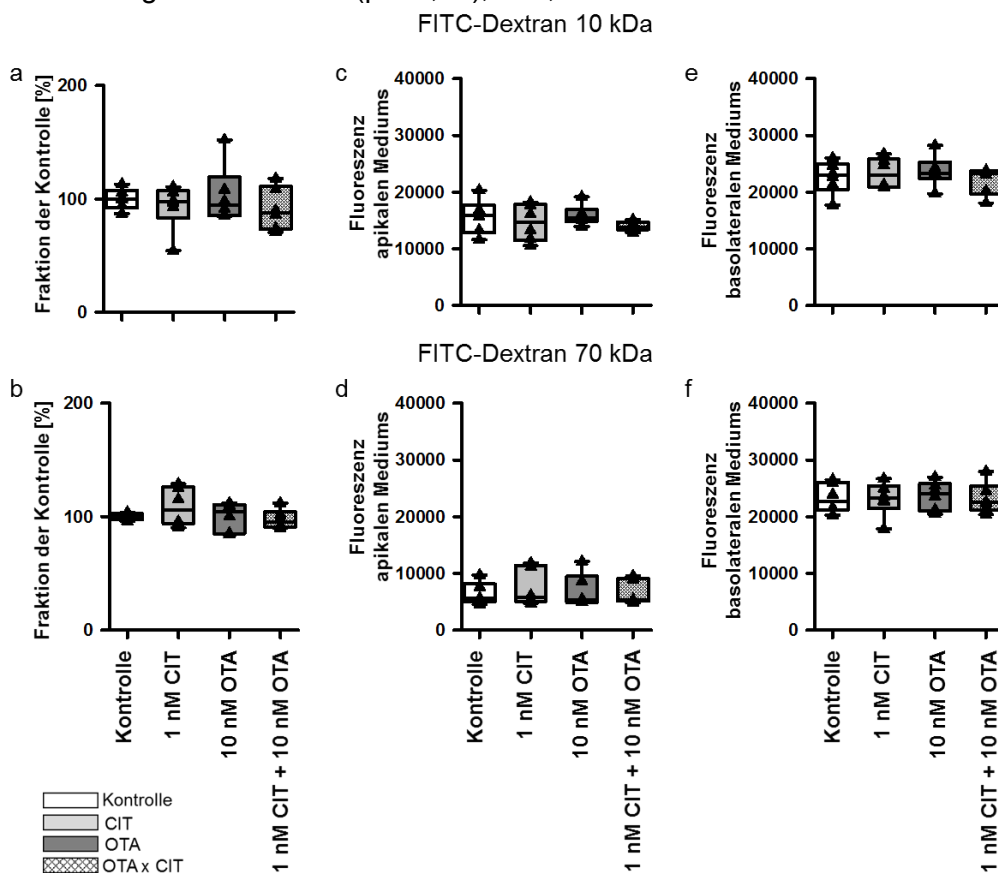 FITC-Dextran 10 kDa
a
Fraktion der Kontrolle [%]
200
100
0
c
Fluoreszenz
apikalen Mediums
40000
30000
20000
10000
0
e
Fluoreszenz
basolateralen Mediums
40000
30000
20000
10000
0
FITC-Dextran 70 kDa
b
Fraktion der Kontrolle [%]
200
100
0
Kontrolle
1 nM CIT
10 nM OTA
1 nM CIT + 10 nM OTA
d
Fluoreszenz
apikalen Mediums
40000
30000
20000
10000
0
Kontrolle
1 nM CIT
10 nM OTA
1 nM CIT + 10 nM OTA
f
Fluoreszenz
basolateralen Mediums
40000
30000
20000
10000
0
Kontrolle
1 nM CIT
10 nM OTA
1 nM CIT + 10 nM OTA
Kontrolle
CIT
OTA
OTA x CIT